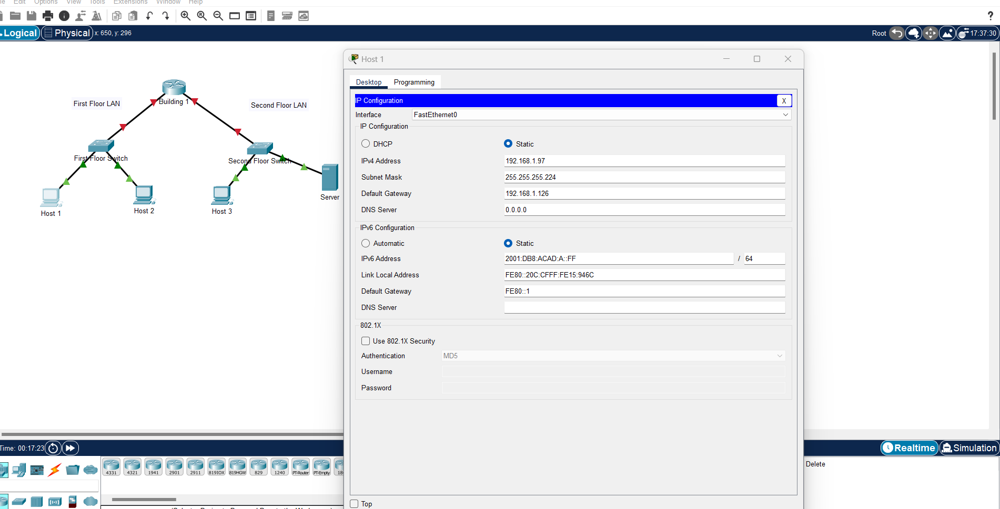 Edit Options View Tools Extensions Window Help
?
Logical Physical x: 650, y: 296
Root 17:37:30
First Floor LAN
Second Floor LAN
Building 1
First Floor Switch
Second Floor Switch
Host 1
Host 2
Host 3
Server
Host 1
Desktop Programming
IP Configuration X
Interface FastEthernet0
IP Configuration
DHCP Static
IPv4 Address 192.168.1.97
Subnet Mask 255.255.255.224
Default Gateway 192.168.1.126
DNS Server 0.0.0.0
IPv6 Configuration
Automatic Static
IPv6 Address 2001:DB8:ACAD:A::FF / 64
Link Local Address FE80::20C:CFFF:FE15:946C
Default Gateway FE80::1
DNS Server
802.1X
Use 802.1X Security
Authentication MD5
Username
Password
Top
Time: 00:17:23
Realtime Simulation
4331 4321 1941 2901 2911 819IOX 819HGW 829 1240 PT-Router PT-Empty 18
Delete